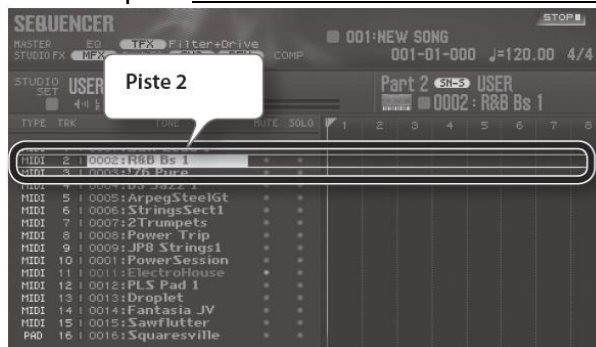 SEQUENCER
STOP■
MASTER EQ TFX Filter+Drive
001:NEW SONG
STUDIO FX MFX COMP
001-01-000 ♩=120.00 4/4
STUDIO SET USER
Part 2 SN-S USER
0002: R&B Bs 1
Piste 2
TYPE TRK TONE MUTE SOLO 1 2 3 4 5 6 7 8
MIDI 2 0002:R&B Bs 1
MIDI 3 0003:'76 Pure
MIDI 4 0004:
MIDI 5 0005:ArpegSteelGt
MIDI 6 0006:StringsSect1
MIDI 7 0007:2Trumpets
MIDI 8 0008:Power Trip
MIDI 9 0009:JP8 Strings1
MIDI 10 0001:PowerSession
MIDI 11 0011:ElectroHouse
MIDI 12 0012:PLS Pad 1
MIDI 13 0013:Droplet
MIDI 14 0014:Fantasia JV
MIDI 15 0015:Sawflutter
PAD 16 0016:Squaresville